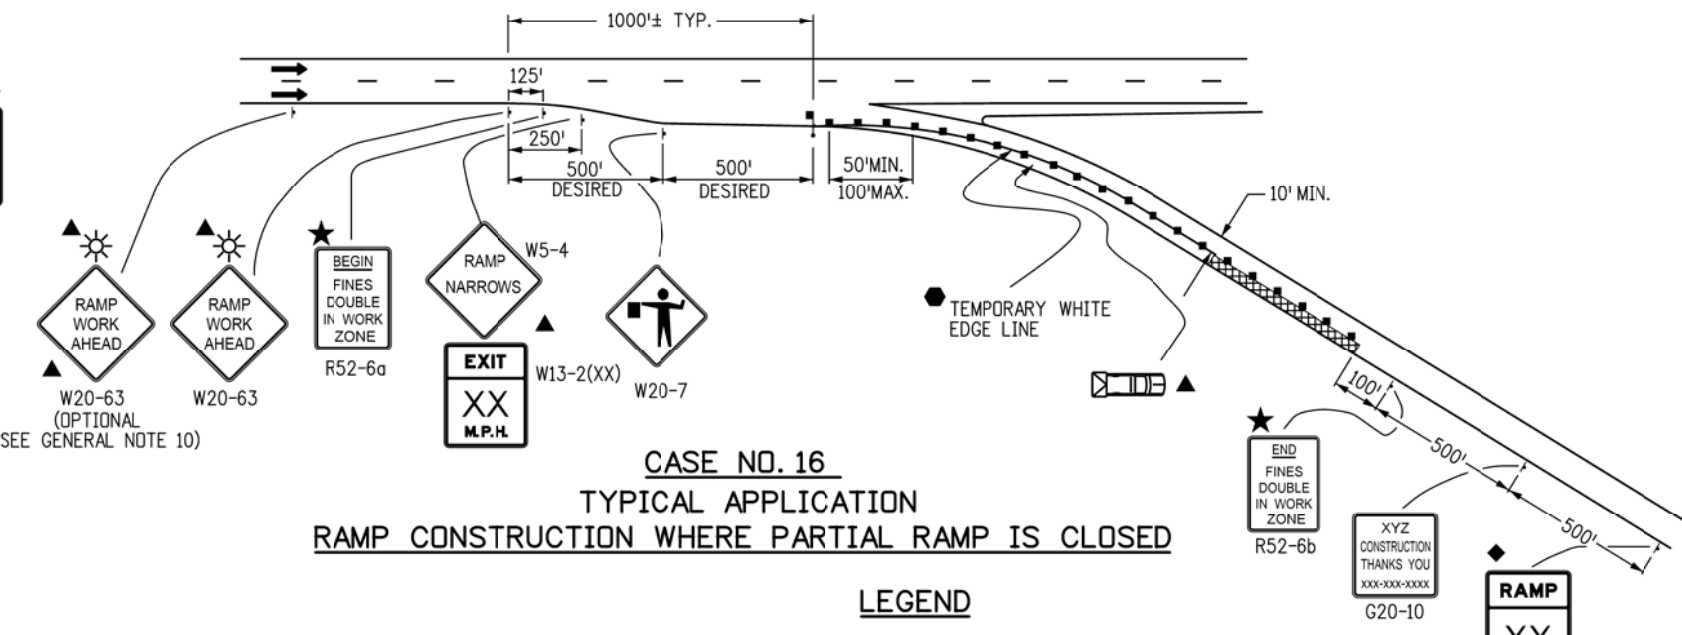 1000'± TYP.
125'
250'
500'
DESIRED
500'
DESIRED
50'MIN.
100'MAX.
10' MIN.
RAMP
WORK
AHEAD
W20-63
(OPTIONAL
SEE GENERAL NOTE 10)
RAMP
WORK
AHEAD
W20-63
BEGIN
FINES
DOUBLE
IN WORK
ZONE
R52-6a
RAMP
NARROWS
W5-4
EXIT
XX
M.P.H.
W13-2(XX)
W20-7
TEMPORARY WHITE
EDGE LINE
100'
500'
500'
END
FINES
DOUBLE
IN WORK
ZONE
R52-6b
XYZ
CONSTRUCTION
THANKS YOU
xxx-xxx-xxxx
G20-10
RAMP
XX
CASE NO. 16
TYPICAL APPLICATION
RAMP CONSTRUCTION WHERE PARTIAL RAMP IS CLOSED
LEGEND